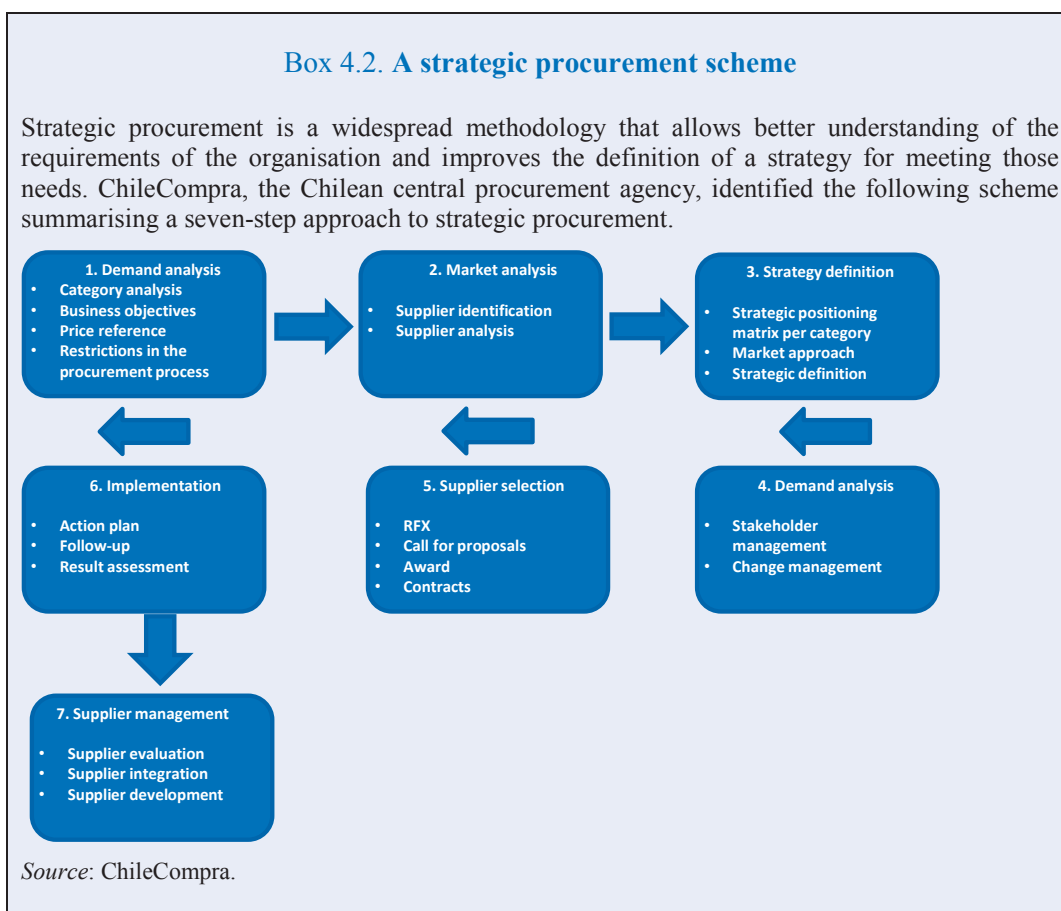 Box 4.2. A strategic procurement scheme
Strategic procurement is a widespread methodology that allows better understanding of the
requirements of the organisation and improves the definition of a strategy for meeting those
needs. ChileCompra, the Chilean central procurement agency, identified the following scheme
summarising a seven-step approach to strategic procurement.
1. Demand analysis
• Category analysis
• Business objectives
• Price reference
• Restrictions in the
procurement process
2. Market analysis
• Supplier identification
• Supplier analysis
3. Strategy definition
• Strategic positioning
matrix per category
• Market approach
• Strategic definition
4. Demand analysis
• Stakeholder
management
• Change management
5. Supplier selection
• RFX
• Call for proposals
• Award
• Contracts
6. Implementation
• Action plan
• Follow-up
• Result assessment
7. Supplier management
• Supplier evaluation
• Supplier integration
• Supplier development
Source: ChileCompra.